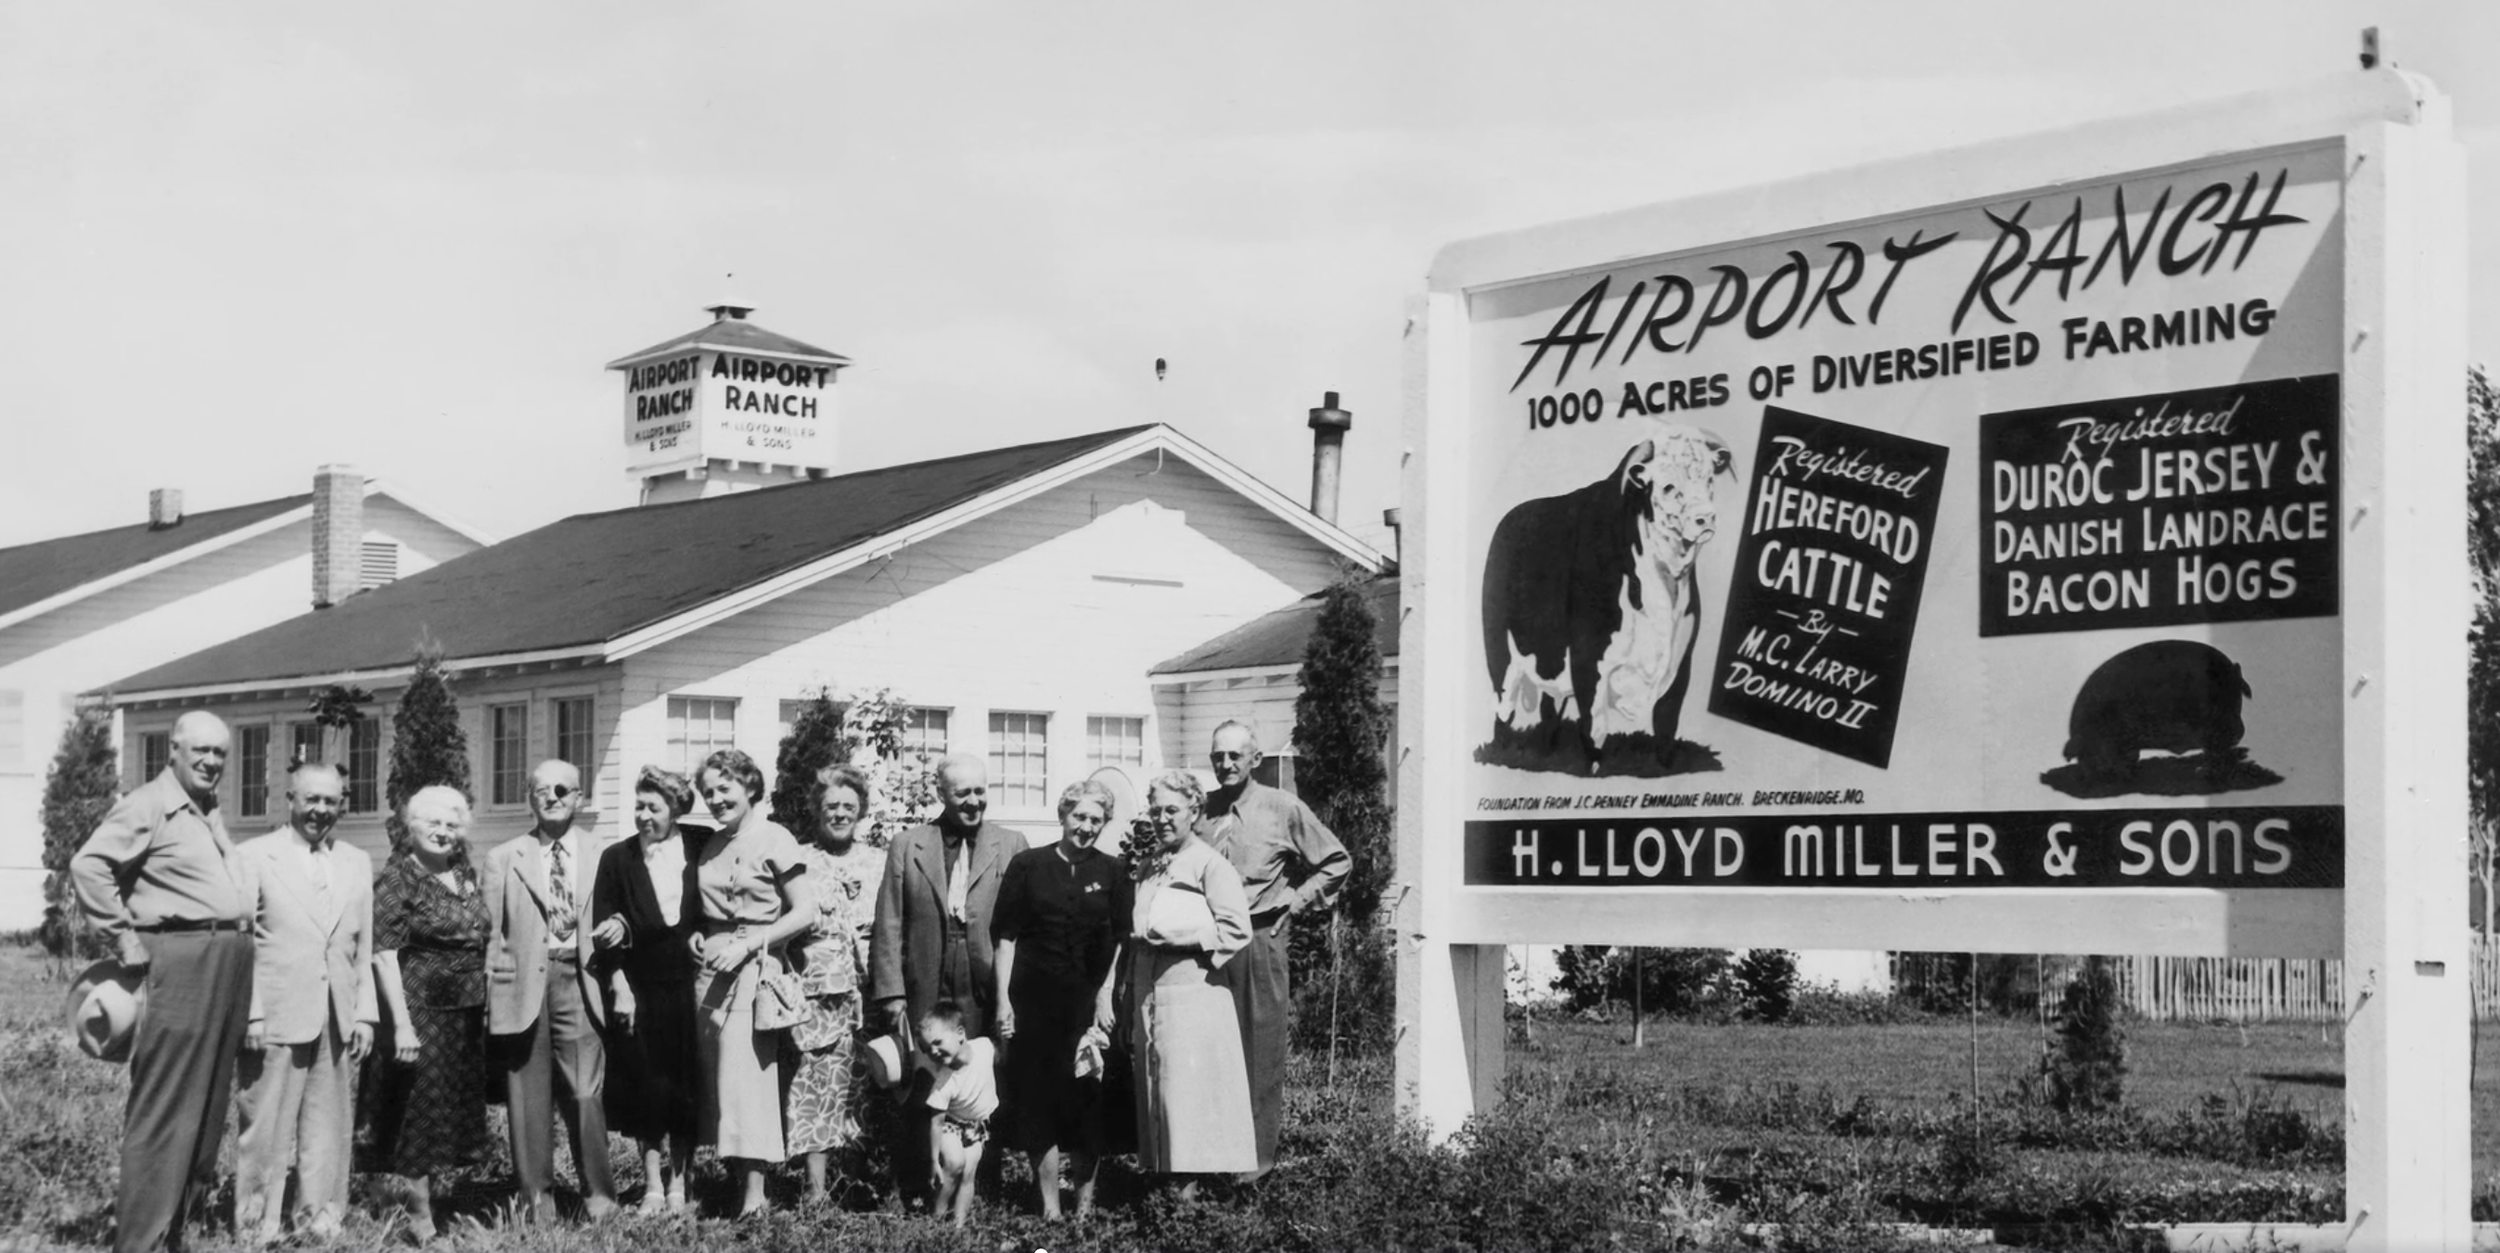 AIRPORT
RANCH
H. LLOYD MILLER
& SONS
AIRPORT
RANCH
H. LLOYD MILLER
& SONS
AIRPORT RANCH
1000 ACRES OF DIVERSIFIED FARMING
Registered
HEREFORD
CATTLE
— By —
M.C. LARRY
DOMINO II
Registered
DUROC JERSEY &
DANISH LANDRACE
BACON HOGS
FOUNDATION FROM J.C. PENNEY EMMADINE RANCH. BRECKENRIDGE. MO.
H. LLOYD MILLER & SONS